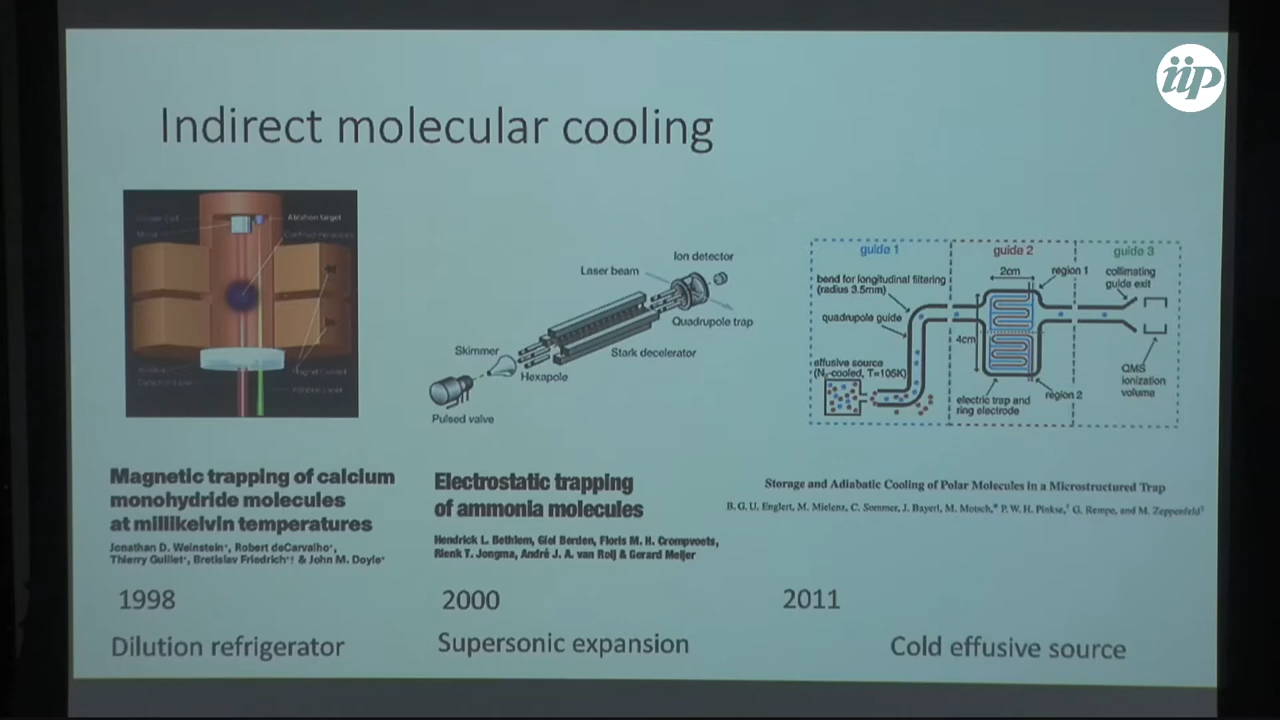 iip
Indirect molecular cooling
Ablation target
Ion detector
Laser beam
Quadrupole trap
Stark decelerator
Skimmer
Hexapole
Pulsed valve
guide 1
guide 2
guide 3
2cm
region 1
collimating
guide exit
bend for longitudinal filtering
(radius 3.5mm)
quadrupole guide
4cm
effusive source
(N₂-cooled, T=105K)
QMS
ionization
volume
electric trap and
ring electrode
region 2
Magnetic trapping of calcium
monohydride molecules
at millikelvin temperatures
Jonathan D. Weinstein*, Robert deCarvalho*,
Thierry Guillet*, Bretislav Friedrich*† & John M. Doyle*
Electrostatic trapping
of ammonia molecules
Hendrick L. Bethlem, Giel Berden, Floris M. H. Crompvoets,
Rienk T. Jongma, André J. A. van Roij & Gerard Meijer
Storage and Adiabatic Cooling of Polar Molecules in a Microstructured Trap
B. G. U. Englert, M. Mielenz, C. Sommer, J. Bayerl, M. Motsch,* P. W. H. Pinkse,† G. Rempe, and M. Zeppenfeld‡
1998
2000
2011
Dilution refrigerator
Supersonic expansion
Cold effusive source